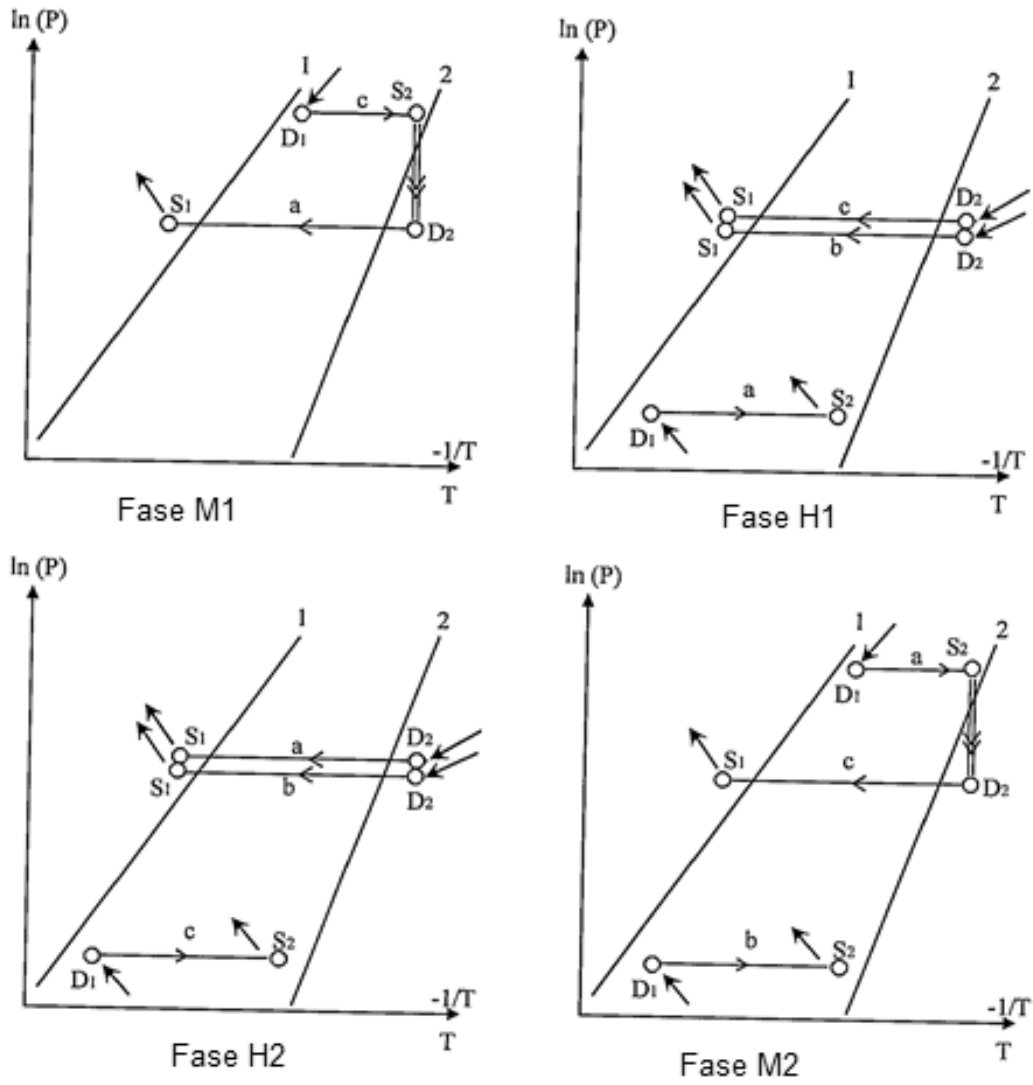 ln (P)
1
2
c
S2
D1
S1
a
D2
-1/T
T
Fase M1
ln (P)
1
2
S1
c
D2
S1
b
D2
a
S2
D1
-1/T
T
Fase H1
ln (P)
1
2
S1
a
D2
S1
b
D2
c
S2
D1
-1/T
T
Fase H2
ln (P)
1
2
a
S2
D1
S1
c
D2
b
S2
D1
-1/T
T
Fase M2